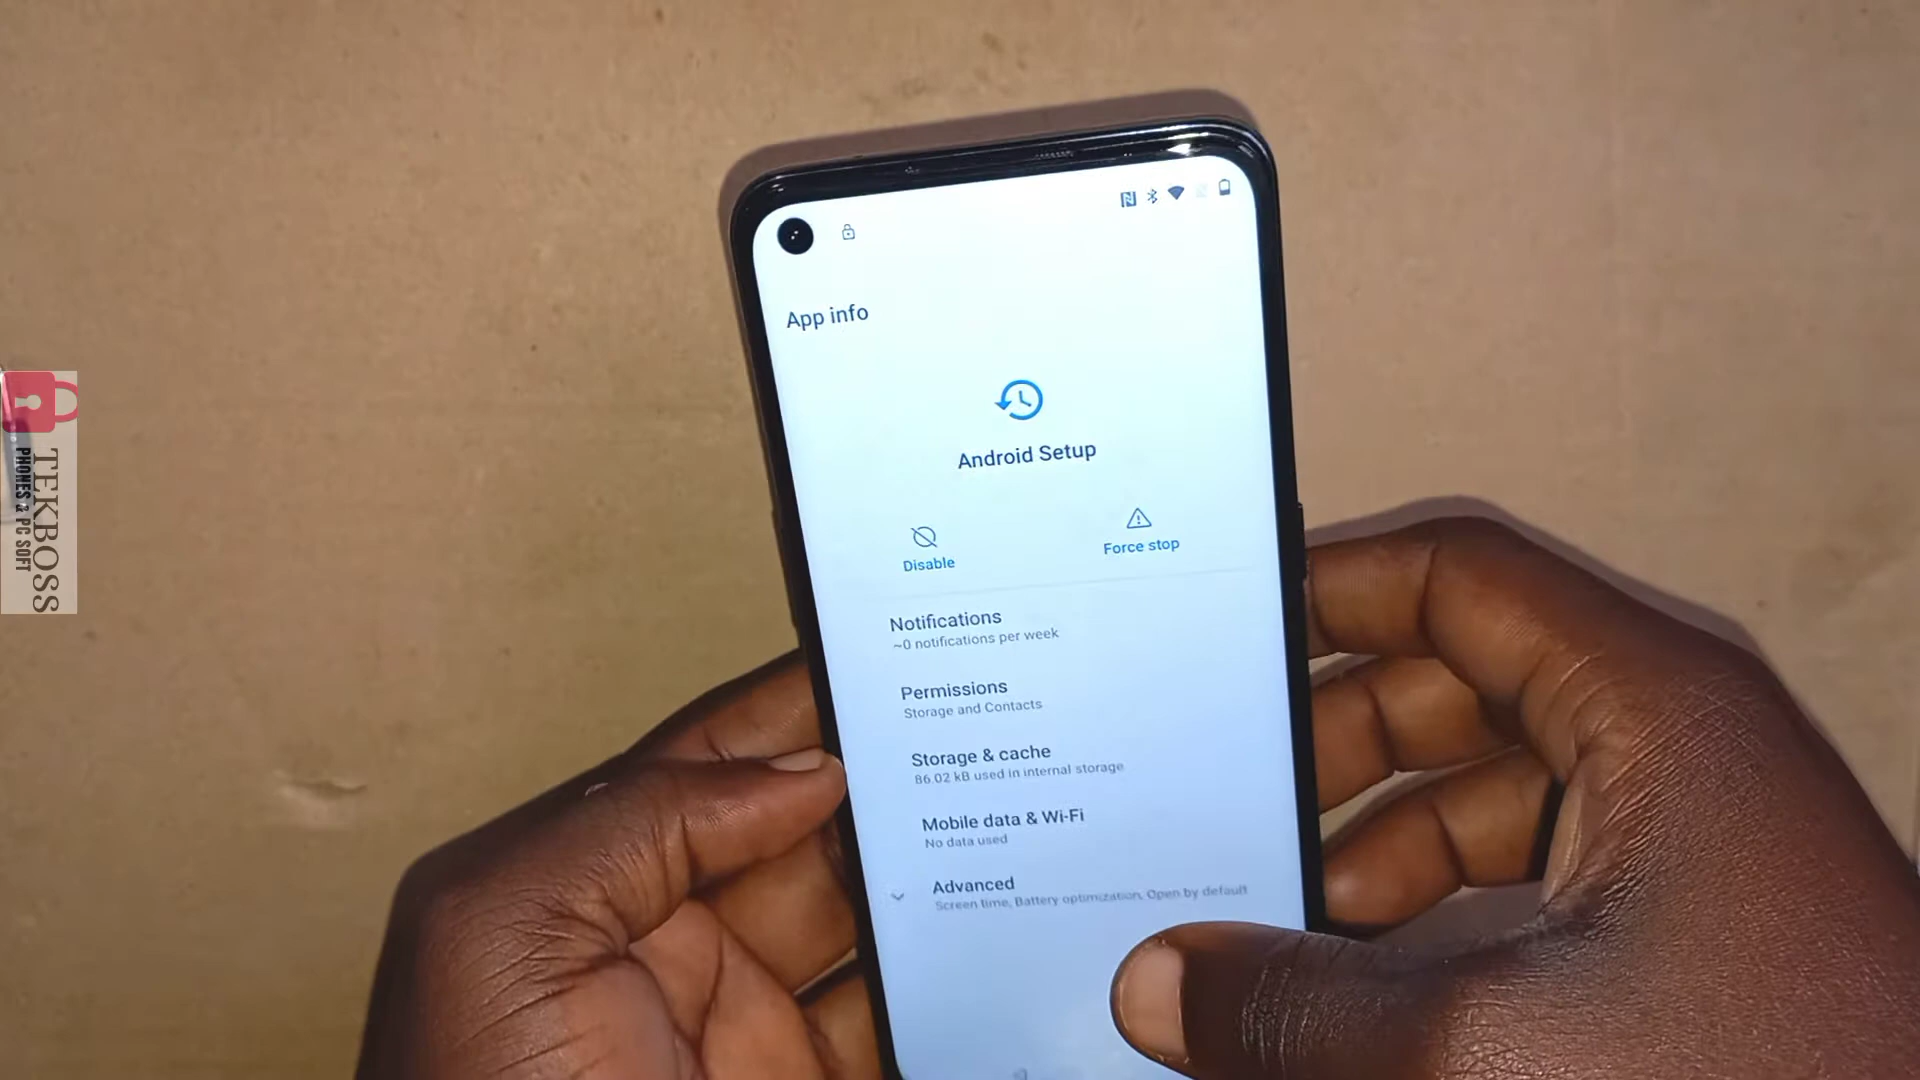 App info
Android Setup
Disable
Force stop
Notifications
~0 notifications per week
Permissions
Storage and Contacts
Storage & cache
86.02 kB used in internal storage
Mobile data & Wi-Fi
No data used
Advanced
Screen time, Battery optimization, Open by default
TEKBOSS
PHONES & PC SOFT